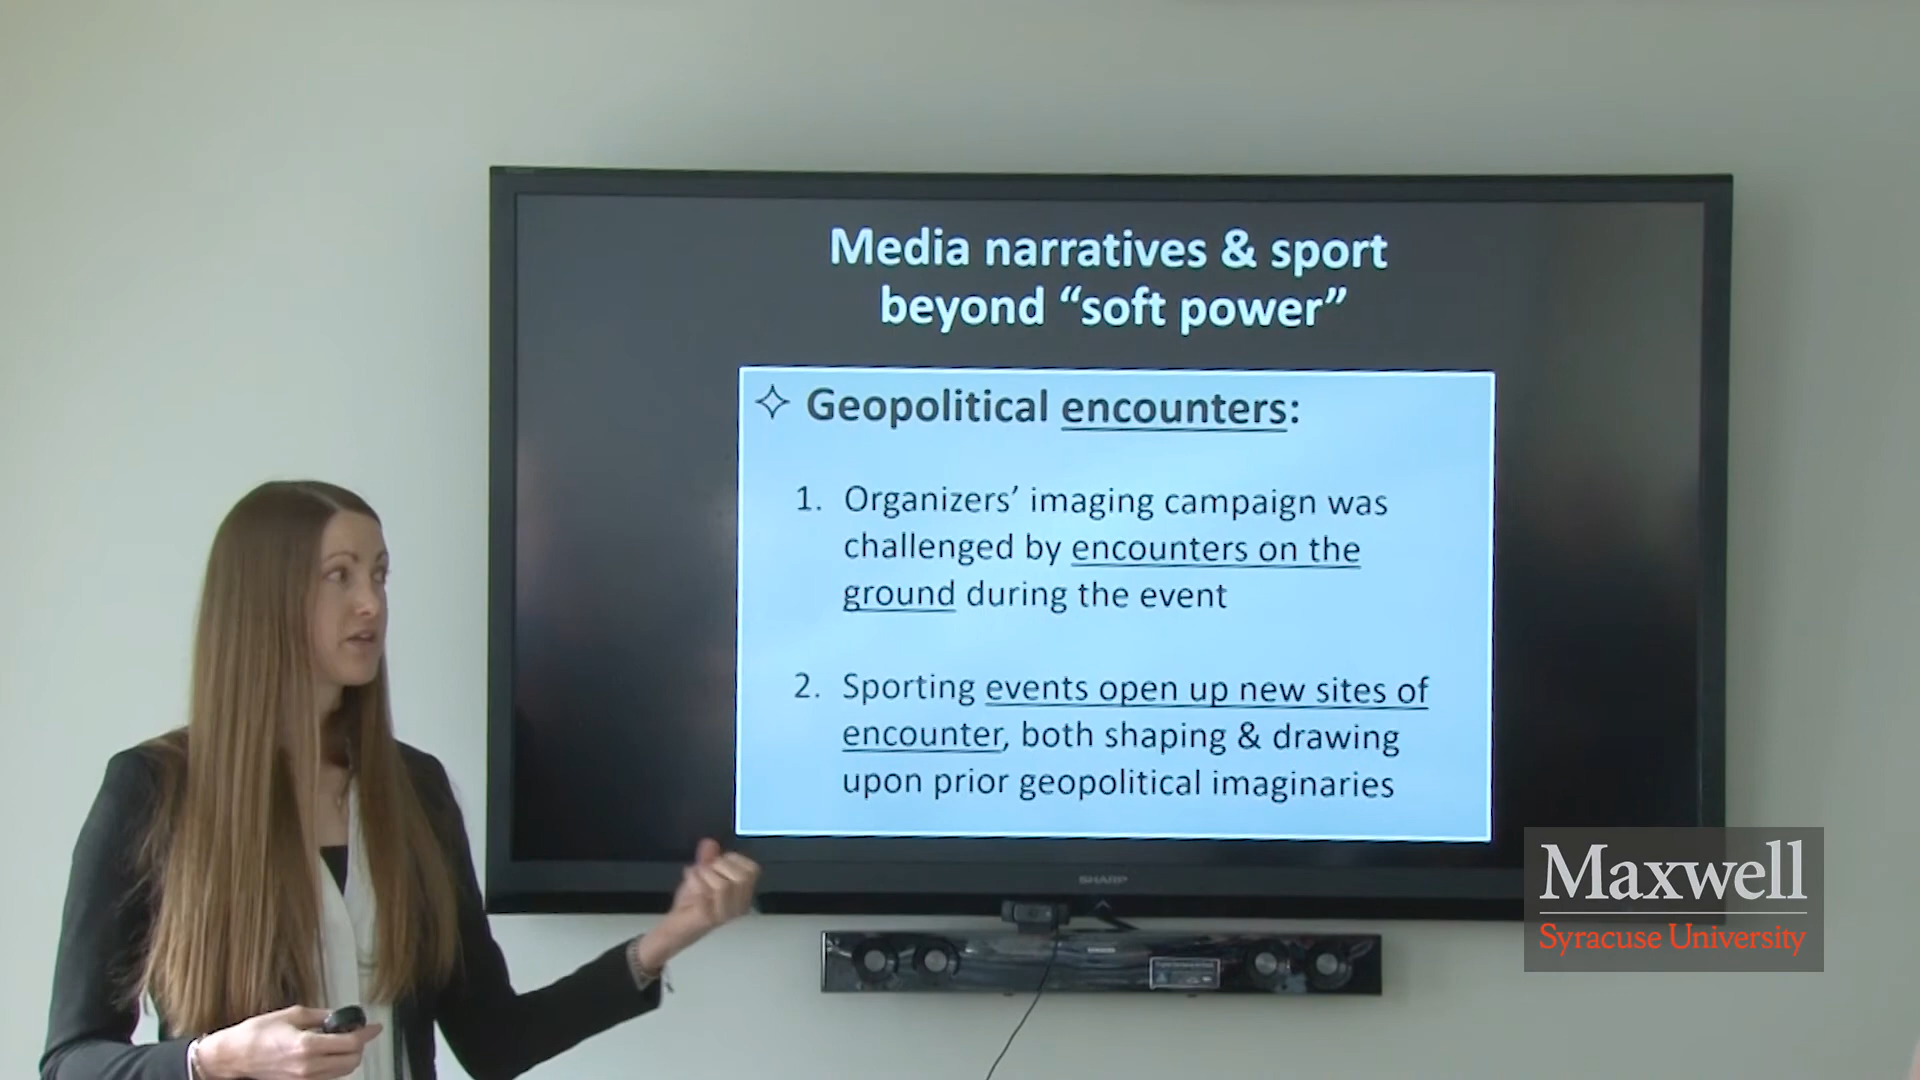 Media narratives & sport
beyond “soft power”
✧ Geopolitical encounters:
1. Organizers’ imaging campaign was
challenged by encounters on the
ground during the event
2. Sporting events open up new sites of
encounter, both shaping & drawing
upon prior geopolitical imaginaries
SHARP
Maxwell
Syracuse University